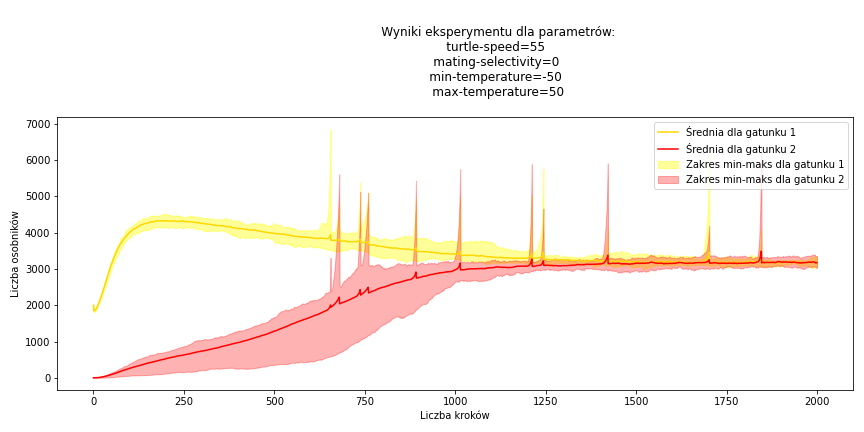 Wyniki eksperymentu dla parametrów:
turtle-speed=55
mating-selectivity=0
min-temperature=-50
max-temperature=50
7000
6000
5000
4000
3000
2000
1000
0
Liczba osobników
Średnia dla gatunku 1
Średnia dla gatunku 2
Zakres min-maks dla gatunku 1
Zakres min-maks dla gatunku 2
0 250 500 750 1000 1250 1500 1750 2000
Liczba kroków